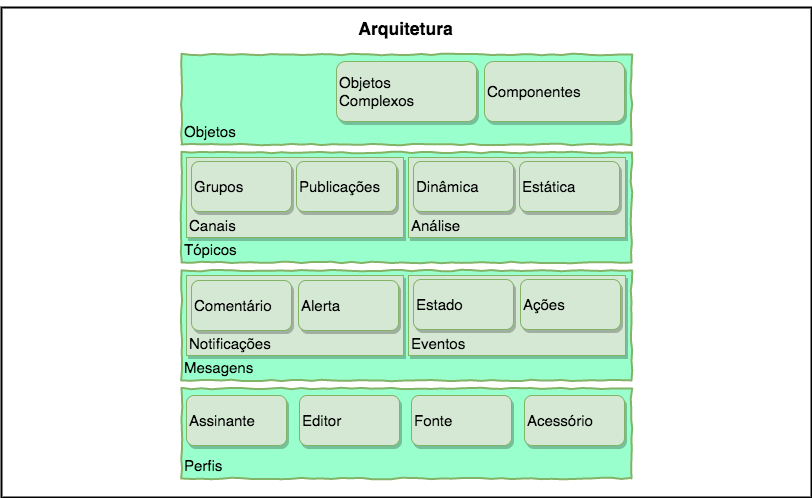 Arquitetura
Objetos
Complexos
Componentes
Objetos
Grupos
Publicações
Dinâmica
Estática
Canais
Análise
Tópicos
Comentário
Alerta
Estado
Ações
Notificações
Eventos
Mesagens
Assinante
Editor
Fonte
Acessório
Perfis